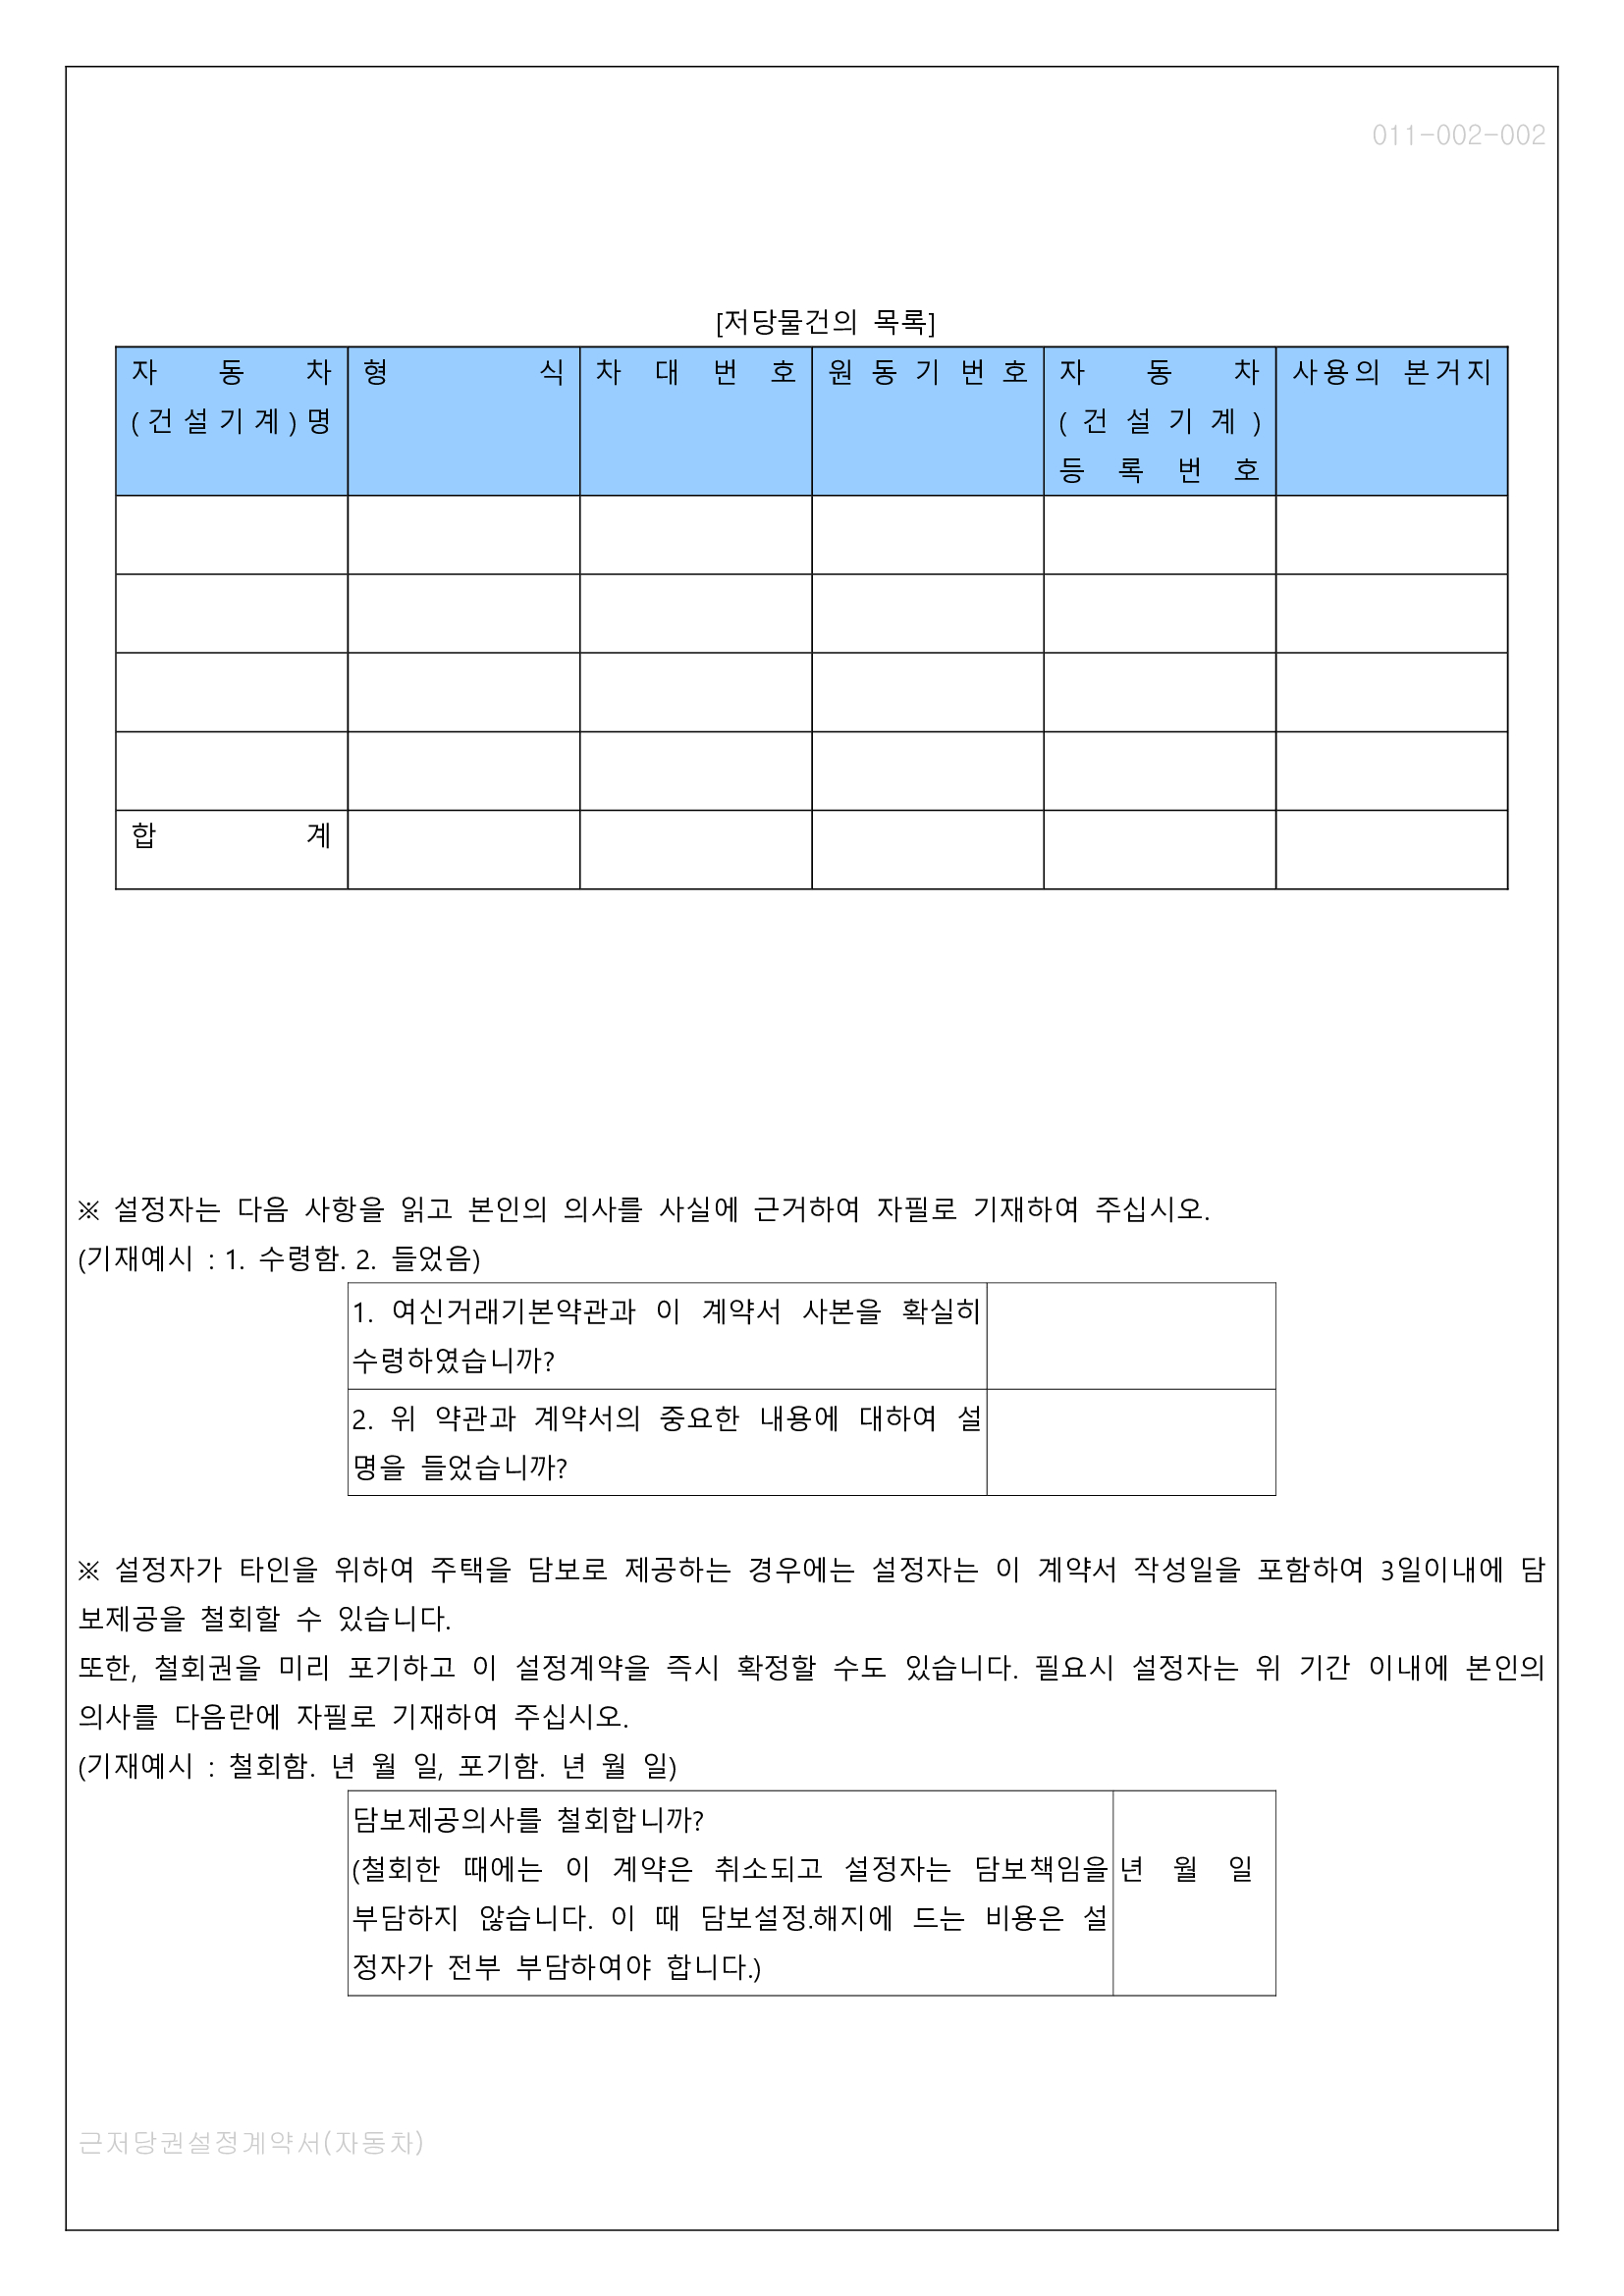 011-002-002
[저당물건의 목록]
자 동 차 형 식 차 대 번 호 원 동 기 번 호 자 동 차 사용의 본거지
(건설기계)명 (건설기계)
등 록 번 호
합 계
※ 설정자는 다음 사항을 읽고 본인의 의사를 사실에 근거하여 자필로 기재하여 주십시오.
(기재예시 : 1. 수령함. 2. 들었음)
1. 여신거래기본약관과 이 계약서 사본을 확실히
수령하였습니까?
2. 위 약관과 계약서의 중요한 내용에 대하여 설
명을 들었습니까?
※ 설정자가 타인을 위하여 주택을 담보로 제공하는 경우에는 설정자는 이 계약서 작성일을 포함하여 3일이내에 담
보제공을 철회할 수 있습니다.
또한, 철회권을 미리 포기하고 이 설정계약을 즉시 확정할 수도 있습니다. 필요시 설정자는 위 기간 이내에 본인의
의사를 다음란에 자필로 기재하여 주십시오.
(기재예시 : 철회함. 년 월 일, 포기함. 년 월 일)
담보제공의사를 철회합니까?
(철회한 때에는 이 계약은 취소되고 설정자는 담보책임을 년 월 일
부담하지 않습니다. 이 때 담보설정.해지에 드는 비용은 설
정자가 전부 부담하여야 합니다.)
근저당권설정계약서(자동차)